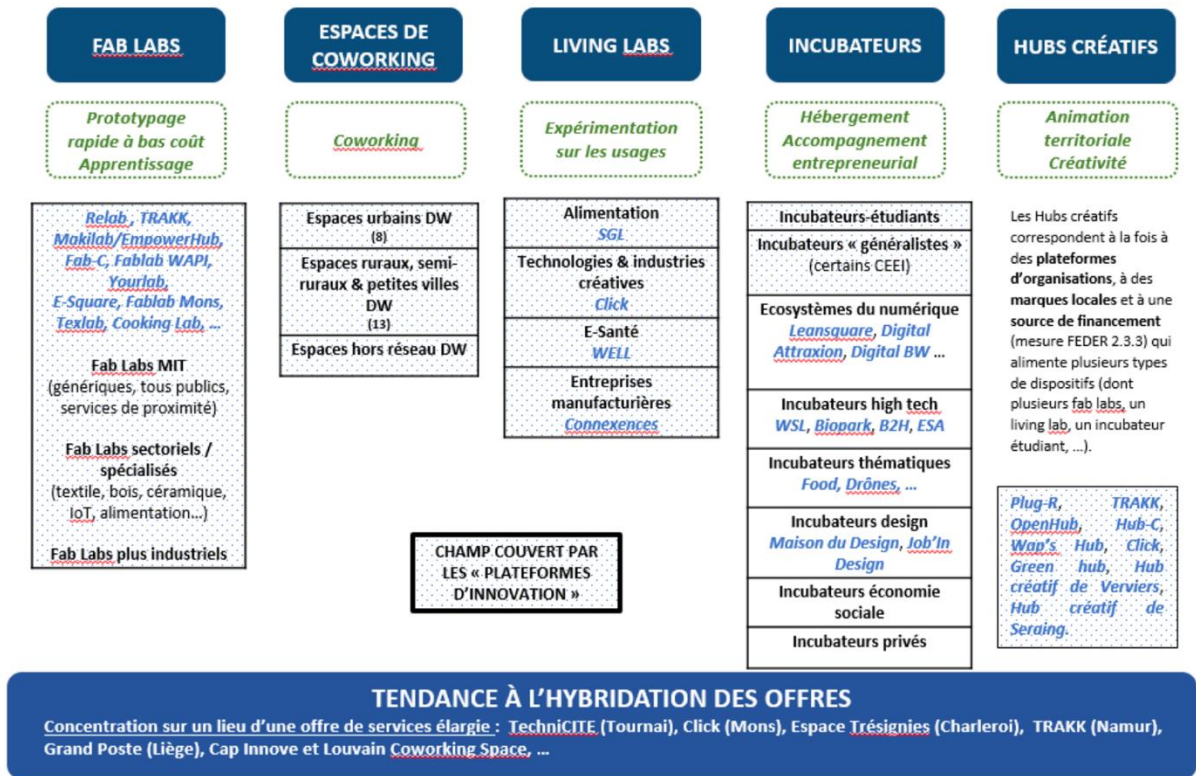 FAB LABS
Prototypage
rapide à bas coût
Apprentissage
Relab , TRAKK,
Makilab/EmpowerHub,
Fab-C, Fablab WAPI,
Yourlab,
E-Square, Fablab Mons,
Texlab, Cooking Lab, ...
Fab Labs MIT
(génériques, tous publics,
services de proximité)
Fab Labs sectoriels /
spécialisés
(textile, bois, céramique,
IoT, alimentation...)
Fab Labs plus industriels
ESPACES DE
COWORKING
Coworking
Espaces urbains DW
(8)
Espaces ruraux, semi-
ruraux & petites villes
DW
(13)
Espaces hors réseau DW
LIVING LABS
Expérimentation
sur les usages
Alimentation
SGL
Technologies & industries
créatives
Click
E-Santé
WELL
Entreprises
manufacturières
Connexences
CHAMP COUVERT PAR
LES « PLATEFORMES
D'INNOVATION »
INCUBATEURS
Hébergement
Accompagnement
entrepreneurial
Incubateurs-étudiants
Incubateurs « généralistes »
(certains CEEI)
Ecosystèmes du numérique
Leansquare, Digital
Attraxion, Digital BW ...
Incubateurs high tech
WSL, Biopark, B2H, ESA
Incubateurs thématiques
Food, Drônes, ...
Incubateurs design
Maison du Design, Job'In
Design
Incubateurs économie
sociale
Incubateurs privés
HUBS CRÉATIFS
Animation
territoriale
Créativité
Les Hubs créatifs
correspondent à la fois à
des plateformes
d'organisations, à des
marques locales et à une
source de financement
(mesure FEDER 2.3.3) qui
alimente plusieurs types
de dispositifs (dont
plusieurs fab labs, un
living lab, un incubateur
étudiant, ...).
Plug-R, TRAKK,
OpenHub, Hub-C,
Wap's Hub, Click,
Green hub, Hub
créatif de Verviers,
Hub créatif de
Seraing.
TENDANCE À L'HYBRIDATION DES OFFRES
Concentration sur un lieu d'une offre de services élargie : TechniCITE (Tournai), Click (Mons), Espace Trésignies (Charleroi), TRAKK (Namur),
Grand Poste (Liège), Cap Innove et Louvain Coworking Space, ...